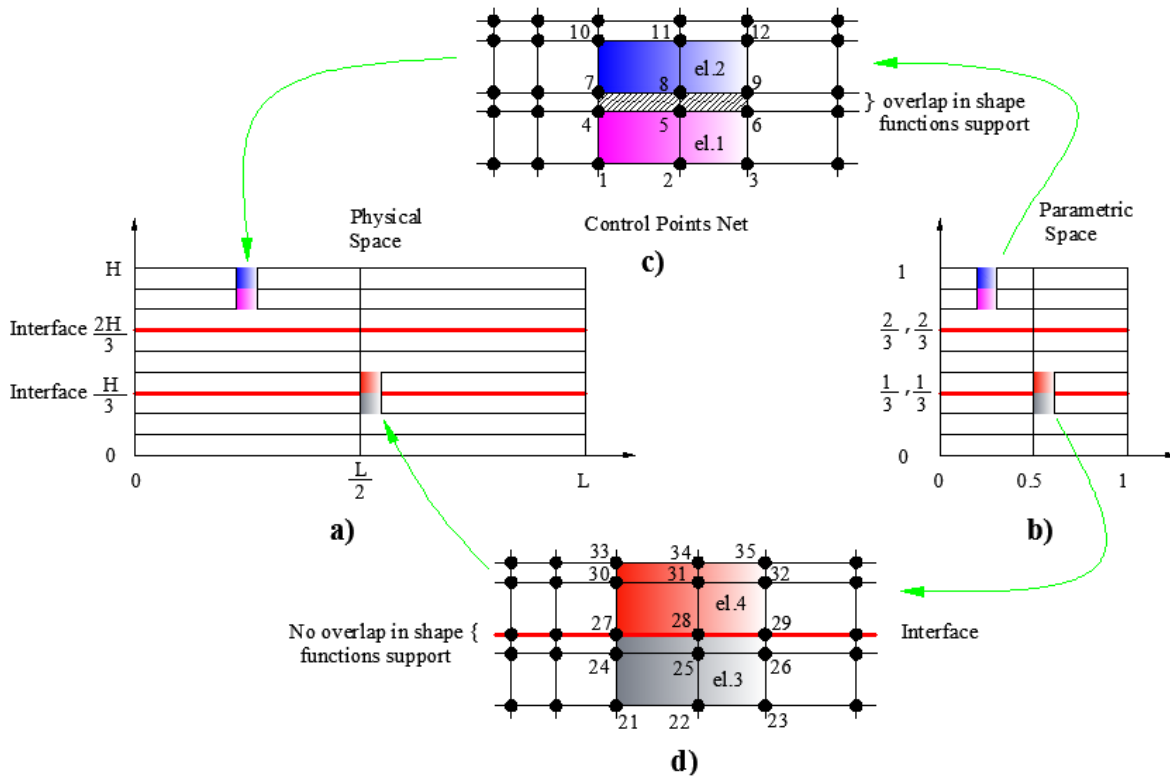 10 11 12
el.2
7 8 9
} overlap in shape
functions support
4 5 6
el.1
1 2 3
Control Points Net
c)
Physical
Space
H
Interface 2H/3
Interface H/3
0
0 L/2 L
a)
Parametric
Space
1
2/3 , 2/3
1/3 , 1/3
0
0 0.5 1
b)
33 34 35
30 31 32
el.4
27 28 29
No overlap in shape {
functions support
Interface
24 25 26
el.3
21 22 23
d)